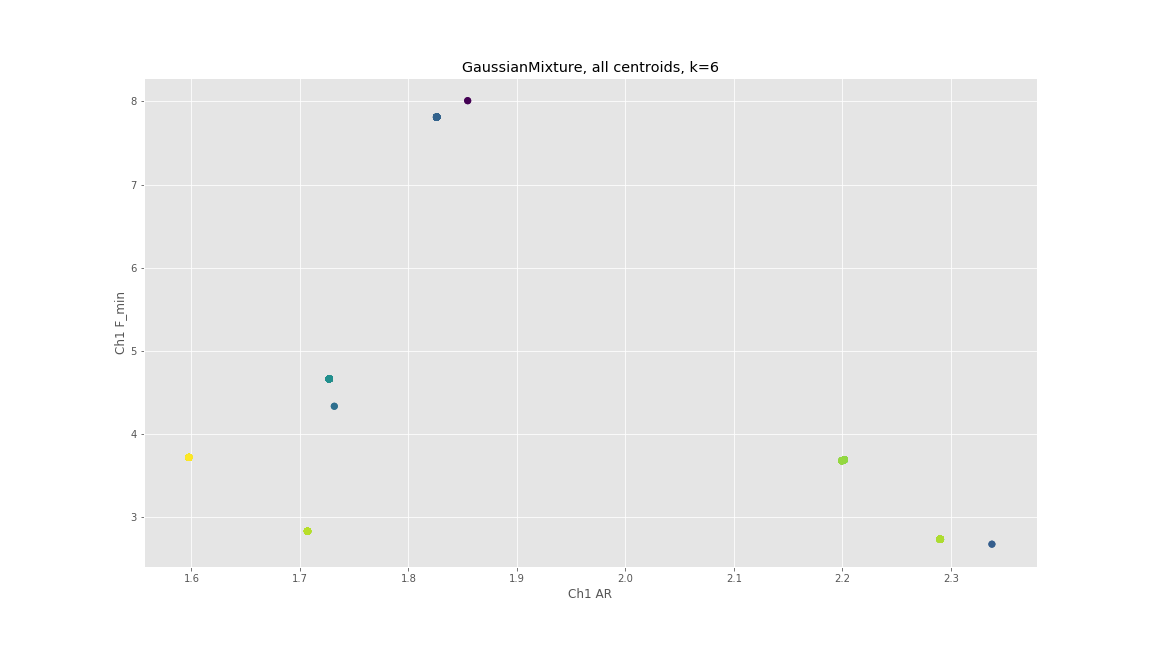 GaussianMixture, all centroids, k=6
8
7
6
5
4
3
Ch1 F_min
1.6 1.7 1.8 1.9 2.0 2.1 2.2 2.3
Ch1 AR